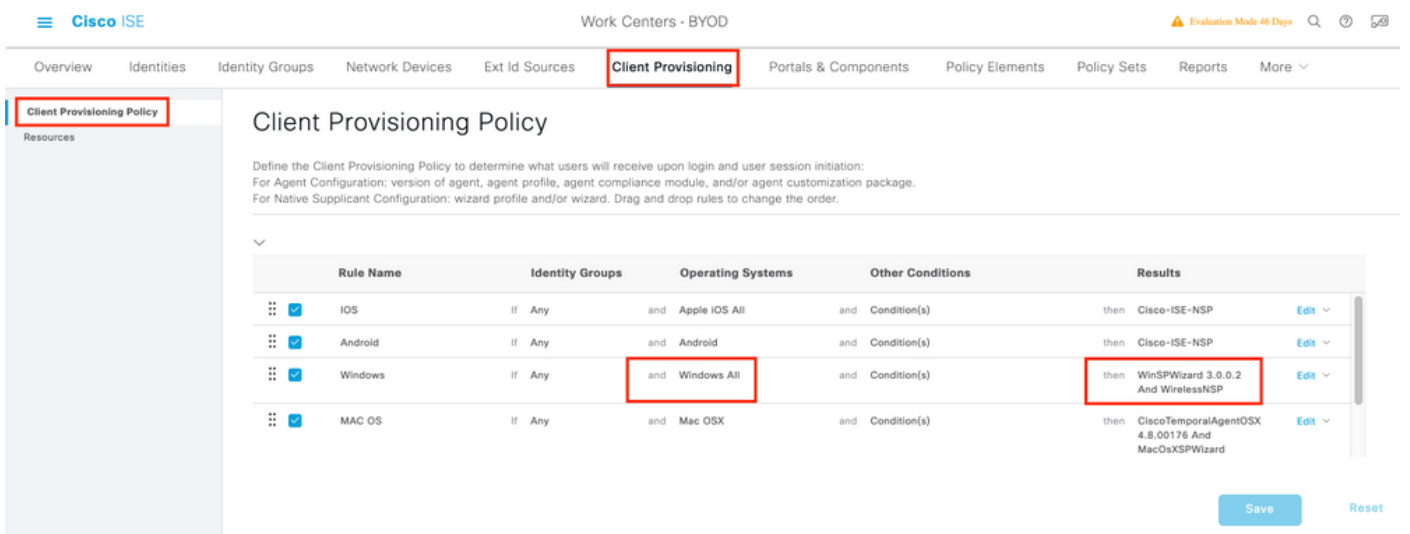 Cisco ISE
Work Centers · BYOD
Evaluation Mode 46 Days
Overview Identities Identity Groups Network Devices Ext Id Sources Client Provisioning Portals & Components Policy Elements Policy Sets Reports More
Client Provisioning Policy
Resources
Client Provisioning Policy
Define the Client Provisioning Policy to determine what users will receive upon login and user session initiation:
For Agent Configuration: version of agent, agent profile, agent compliance module, and/or agent customization package.
For Native Supplicant Configuration: wizard profile and/or wizard. Drag and drop rules to change the order.
Rule Name Identity Groups Operating Systems Other Conditions Results
IOS If Any and Apple iOS All and Condition(s) then Cisco-ISE-NSP Edit
Android If Any and Android and Condition(s) then Cisco-ISE-NSP Edit
Windows If Any and Windows All and Condition(s) then WinSPWizard 3.0.0.2 Edit
And WirelessNSP
MAC OS If Any and Mac OSX and Condition(s) then CiscoTemporalAgentOSX Edit
4.8.00176 And
MacOsXSPWizard
Save Reset